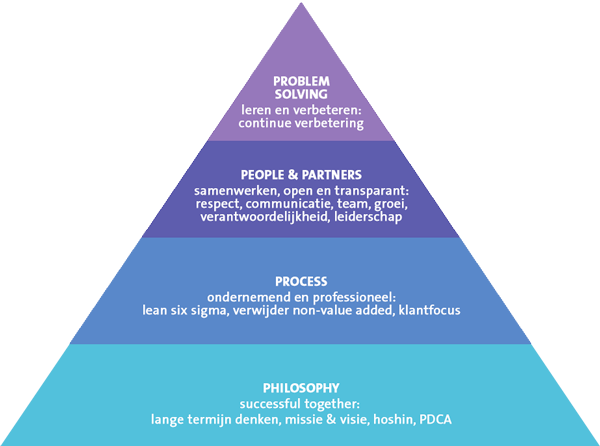 PROBLEM
SOLVING
leren en verbeteren:
continue verbetering
PEOPLE & PARTNERS
samenwerken, open en transparant:
respect, communicatie, team, groei,
verantwoordelijkheid, leiderschap
PROCESS
ondernemend en professioneel:
lean six sigma, verwijder non-value added, klantfocus
PHILOSOPHY
successful together:
lange termijn denken, missie & visie, hoshin, PDCA